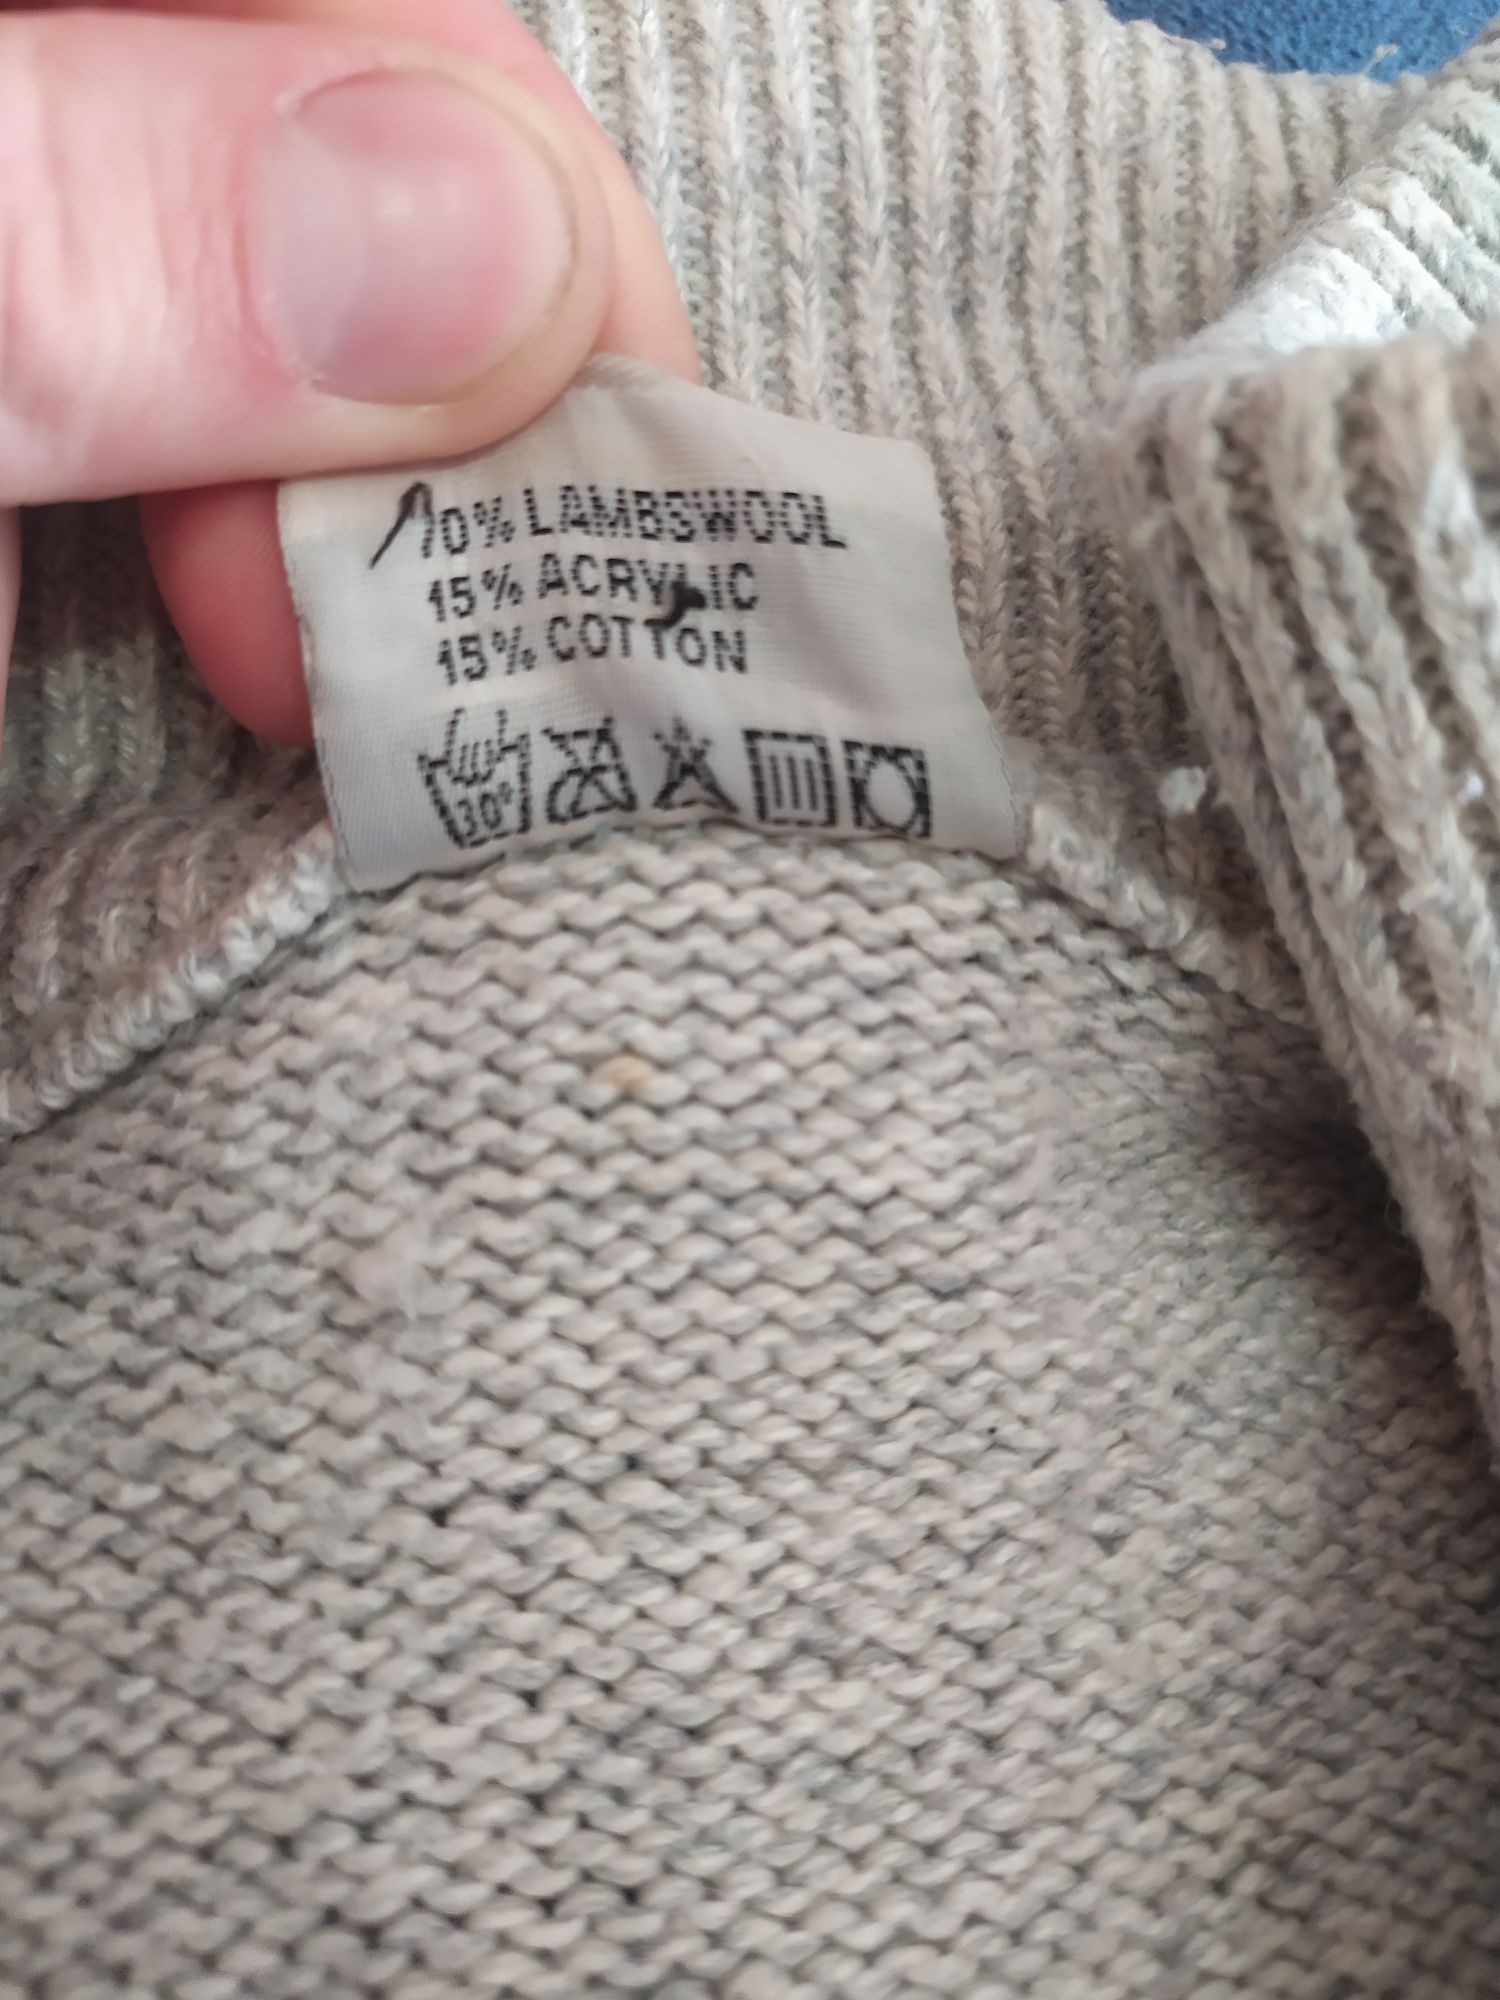 70% LAMBSWOOL
15% ACRYLIC
15% COTTON
30°